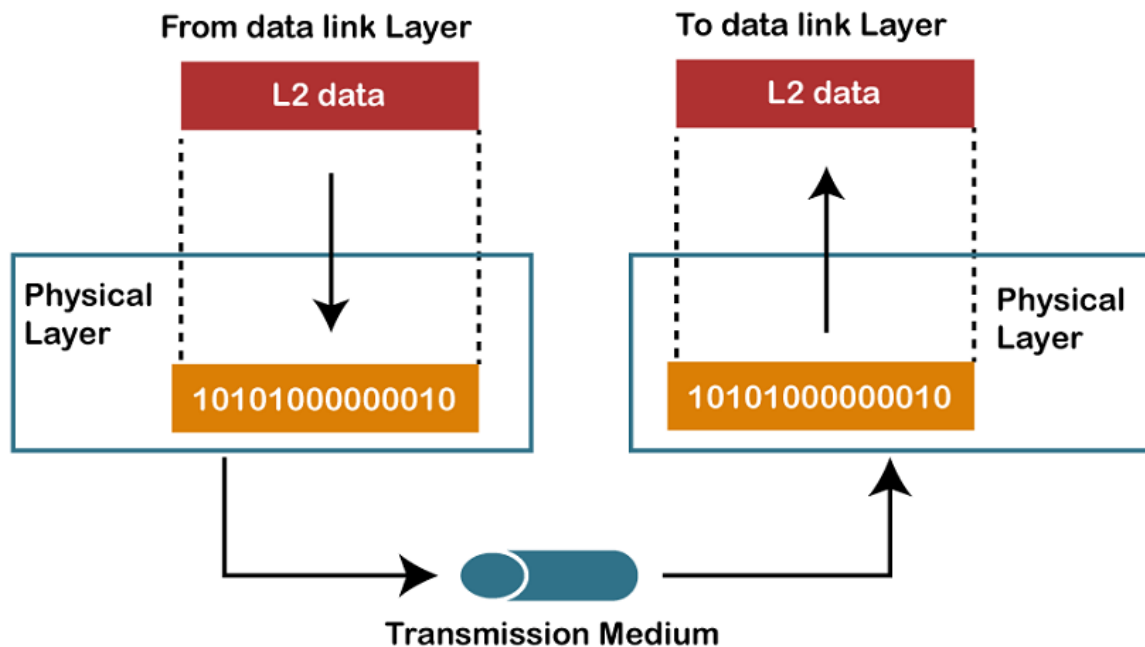 From data link Layer
To data link Layer
L2 data
L2 data
Physical
Layer
Physical
Layer
10101000000010
10101000000010
Transmission Medium